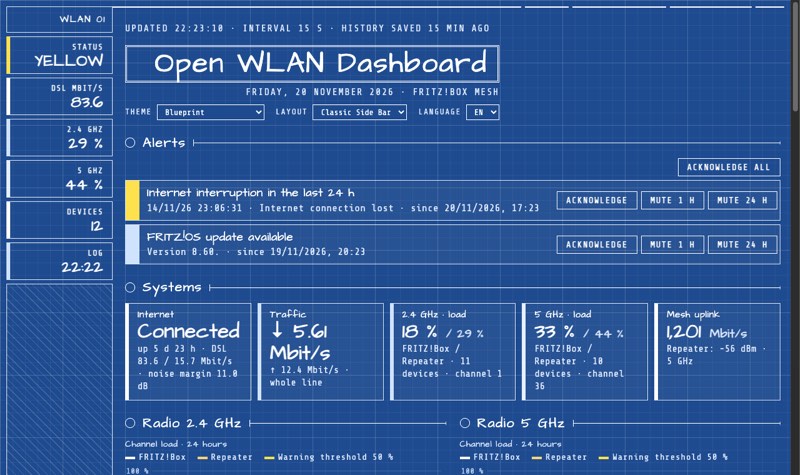 WLAN 01
STATUS
YELLOW
DSL MBIT/S
83.6
2.4 GHZ
29 %
5 GHZ
44 %
DEVICES
12
LOG
22:22
UPDATED 22:23:10 · INTERVAL 15 S · HISTORY SAVED 15 MIN AGO
Open WLAN Dashboard
FRIDAY, 20 NOVEMBER 2026 · FRITZ!BOX MESH
THEME Blueprint LAYOUT Classic Side Bar LANGUAGE EN
Alerts
ACKNOWLEDGE ALL
Internet interruption in the last 24 h
14/11/26 23:06:31 · Internet connection lost · since 20/11/2026, 17:23
ACKNOWLEDGE MUTE 1 H MUTE 24 H
FRITZ!OS update available
Version 8.60. · since 19/11/2026, 20:23
ACKNOWLEDGE MUTE 1 H MUTE 24 H
Systems
Internet
Connected
up 5 d 23 h · DSL
83.6 / 15.7 Mbit/s
· noise margin 11.0
dB
Traffic
↓ 5.61
Mbit/s
↑ 12.4 Mbit/s ·
whole line
2.4 GHz · load
18 % / 29 %
FRITZ!Box /
Repeater · 11
devices · channel 1
5 GHz · load
33 % / 44 %
FRITZ!Box /
Repeater · 10
devices · channel
36
Mesh uplink
1,201 Mbit/s
Repeater: -56 dBm ·
5 GHz
Radio 2.4 GHz
Channel load · 24 hours
FRITZ!Box Repeater Warning threshold 50 %
100 %
Radio 5 GHz
Channel load · 24 hours
FRITZ!Box Repeater Warning threshold 50 %
100 %